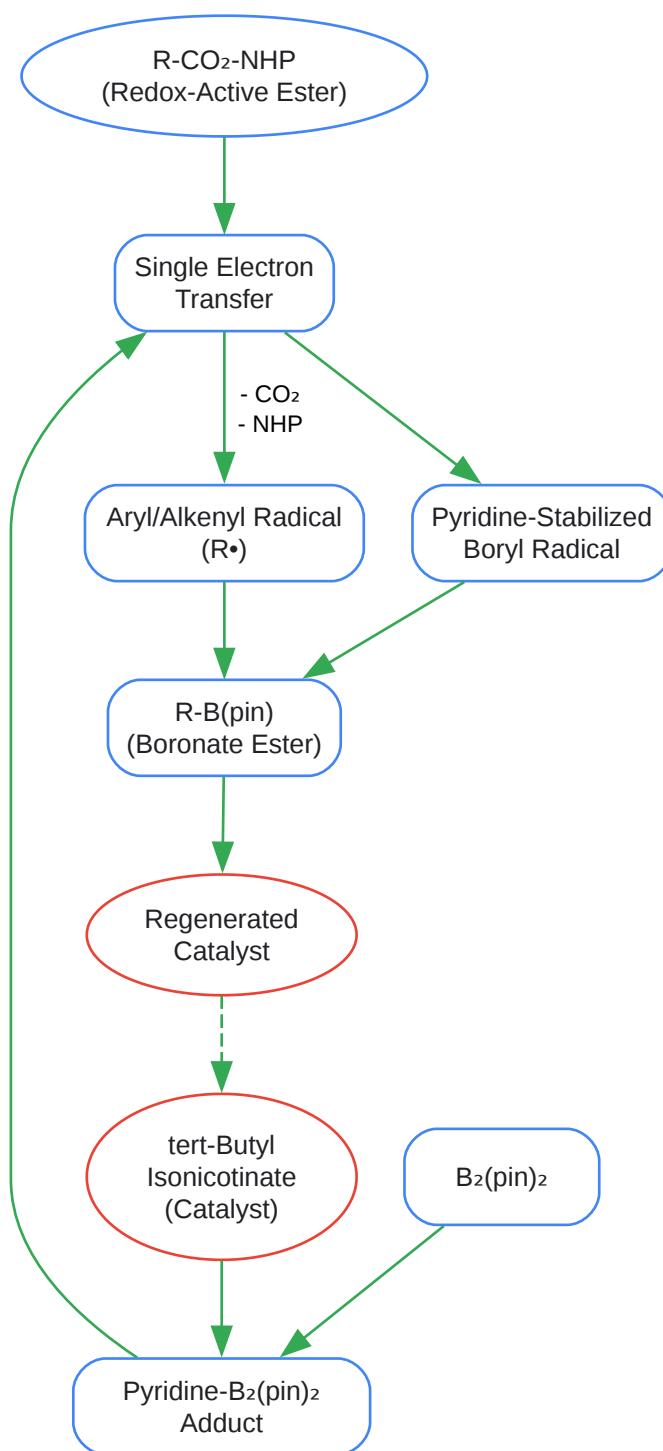 R-CO₂-NHP
(Redox-Active Ester)
Single Electron
Transfer
- CO₂
- NHP
Aryl/Alkenyl Radical
(R•)
Pyridine-Stabilized
Boryl Radical
R-B(pin)
(Boronate Ester)
Regenerated
Catalyst
tert-Butyl
Isonicotinate
(Catalyst)
B₂(pin)₂
Pyridine-B₂(pin)₂
Adduct